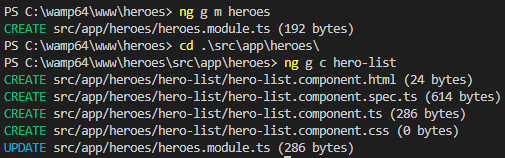 PS C:\wamp64\www\heroes> ng g m heroes
CREATE src/app/heroes/heroes.module.ts (192 bytes)
PS C:\wamp64\www\heroes> cd .\src\app\heroes\
PS C:\wamp64\www\heroes\src\app\heroes> ng g c hero-list
CREATE src/app/heroes/hero-list/hero-list.component.html (24 bytes)
CREATE src/app/heroes/hero-list/hero-list.component.spec.ts (614 bytes)
CREATE src/app/heroes/hero-list/hero-list.component.ts (286 bytes)
CREATE src/app/heroes/hero-list/hero-list.component.css (0 bytes)
UPDATE src/app/heroes/heroes.module.ts (286 bytes)